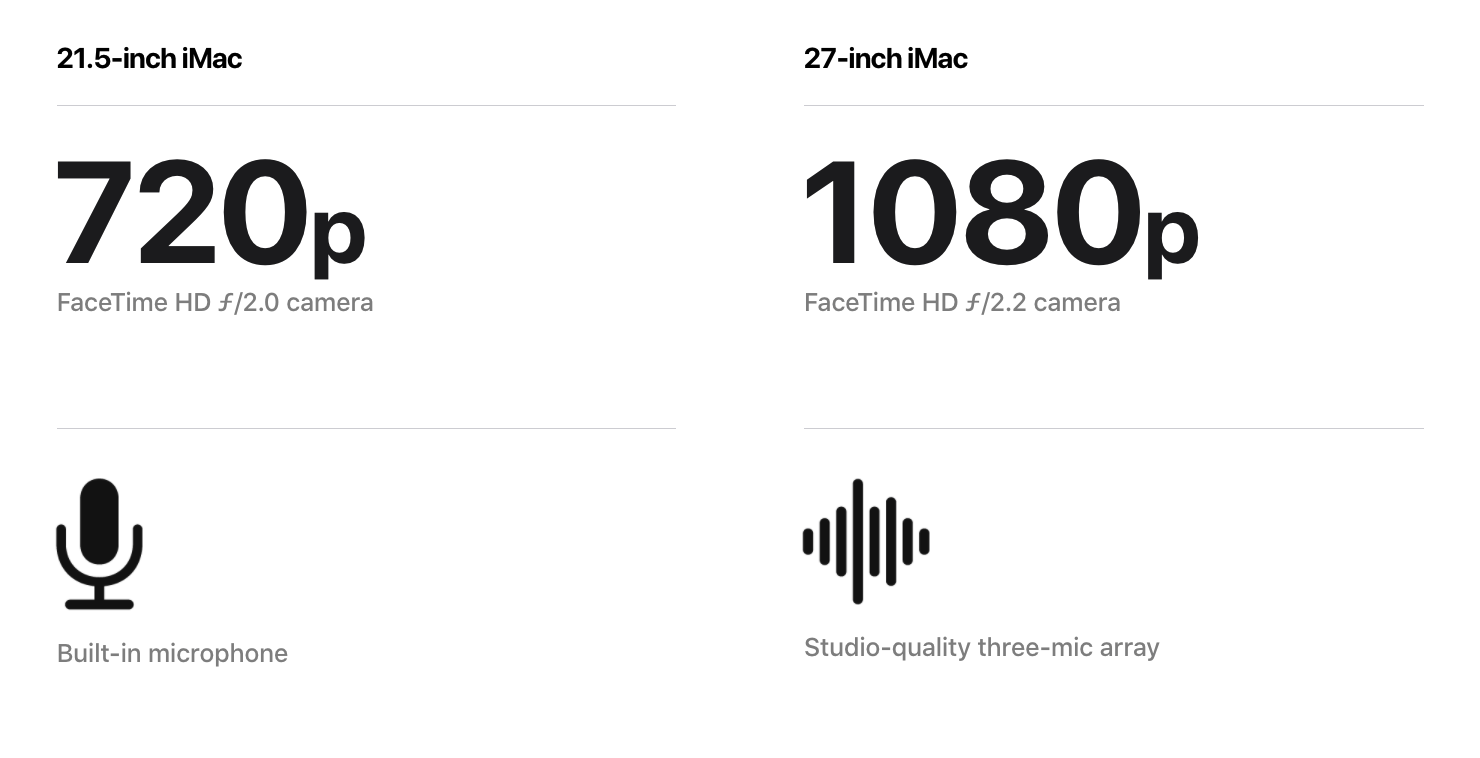 21.5-inch iMac
720p
FaceTime HD ƒ/2.0 camera
Built-in microphone
27-inch iMac
1080p
FaceTime HD ƒ/2.2 camera
Studio-quality three-mic array